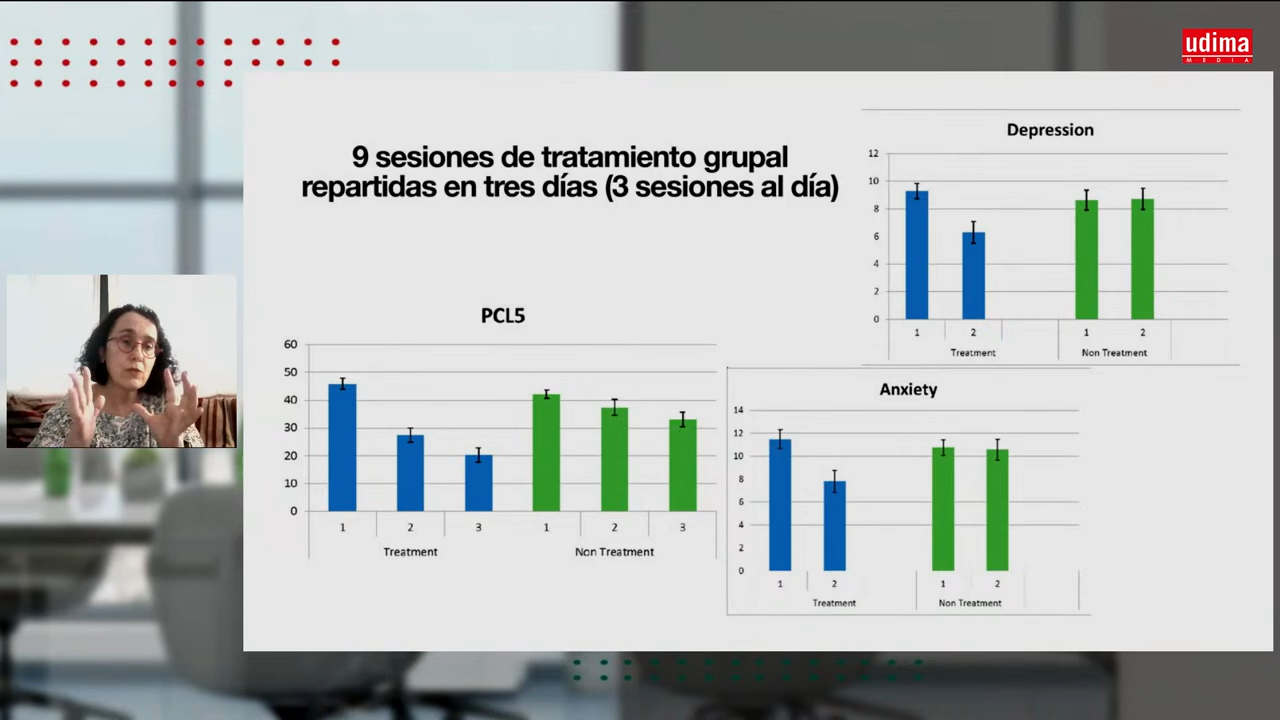 udima
MEDIA
9 sesiones de tratamiento grupal
repartidas en tres días (3 sesiones al día)
Depression
12
10
8
6
4
2
0
1 2 1 2
Treatment Non Treatment
PCL5
60
50
40
30
20
10
0
1 2 3 1 2 3
Treatment Non Treatment
Anxiety
14
12
10
8
6
4
2
0
1 2 1 2
Treatment Non Treatment